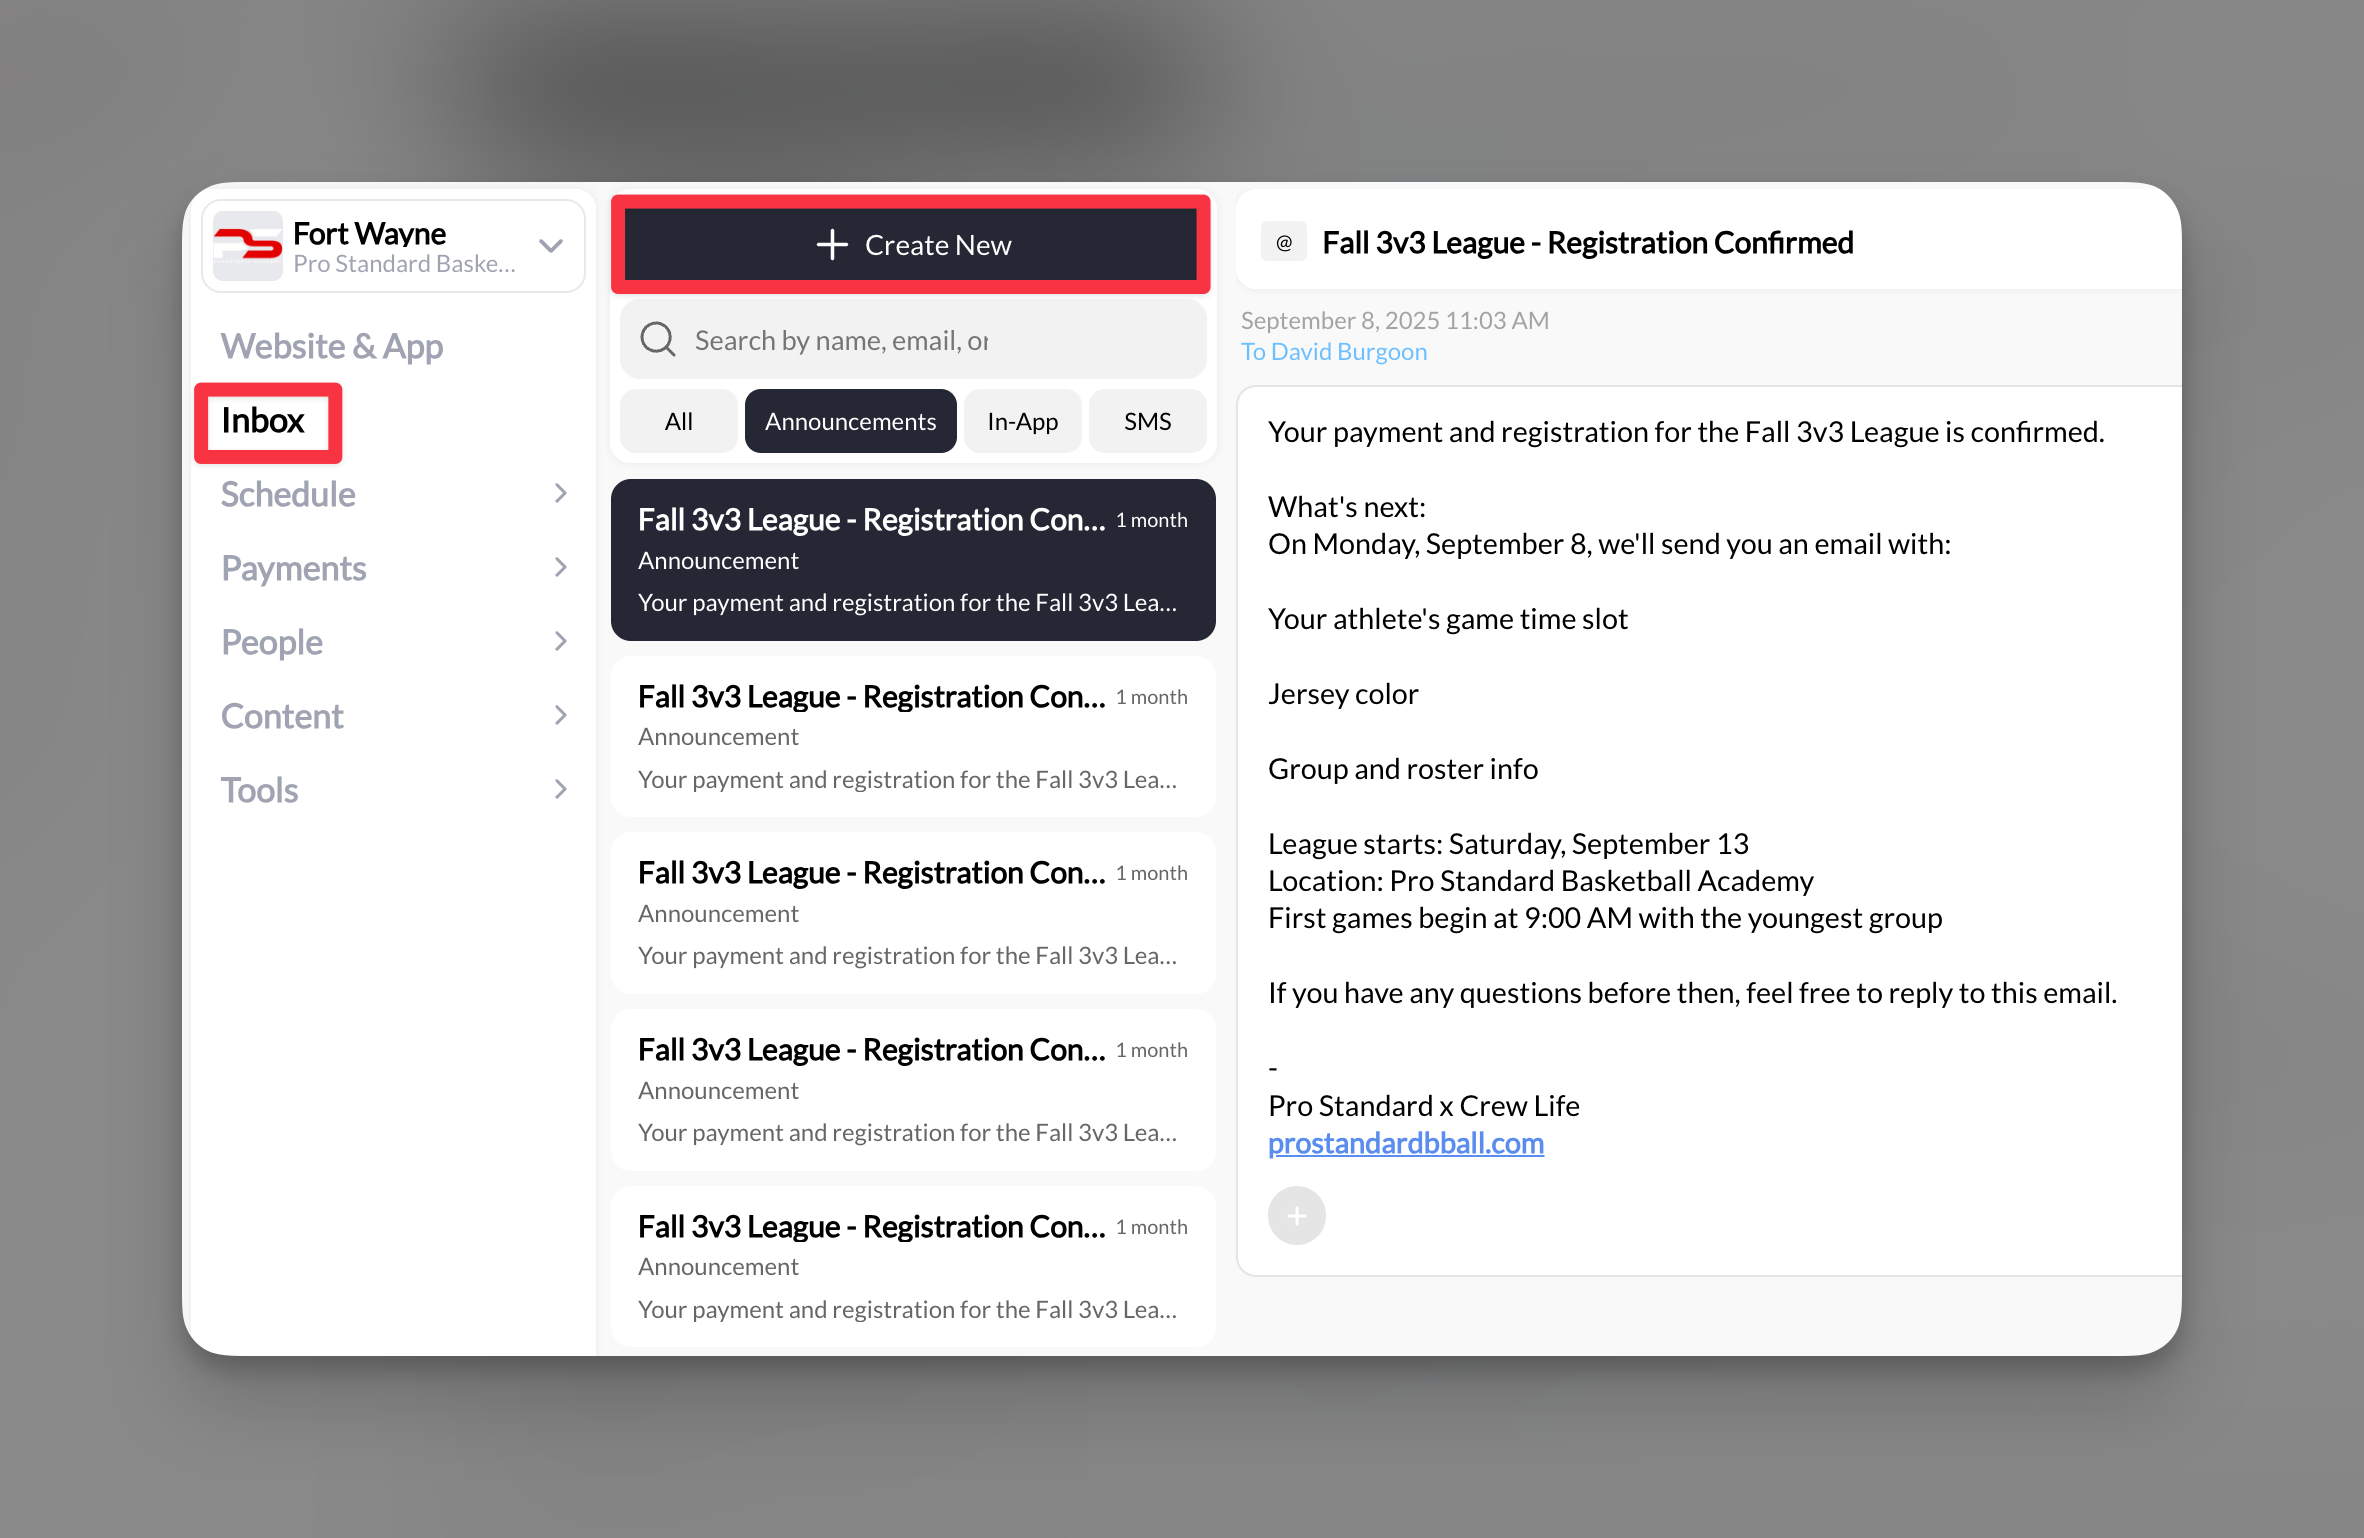 Fort Wayne
Pro Standard Baske...
Website & App
Inbox
Schedule
Payments
People
Content
Tools
Create New
Search by name, email, or
All
Announcements
In-App
SMS
Fall 3v3 League - Registration Con... 1 month
Announcement
Your payment and registration for the Fall 3v3 Lea...
Fall 3v3 League - Registration Con... 1 month
Announcement
Your payment and registration for the Fall 3v3 Lea...
Fall 3v3 League - Registration Con... 1 month
Announcement
Your payment and registration for the Fall 3v3 Lea...
Fall 3v3 League - Registration Con... 1 month
Announcement
Your payment and registration for the Fall 3v3 Lea...
Fall 3v3 League - Registration Con... 1 month
Announcement
Your payment and registration for the Fall 3v3 Lea...
@ Fall 3v3 League - Registration Confirmed
September 8, 2025 11:03 AM
To David Burgoon
Your payment and registration for the Fall 3v3 League is confirmed.
What's next:
On Monday, September 8, we'll send you an email with:
Your athlete's game time slot
Jersey color
Group and roster info
League starts: Saturday, September 13
Location: Pro Standard Basketball Academy
First games begin at 9:00 AM with the youngest group
If you have any questions before then, feel free to reply to this email.
-
Pro Standard x Crew Life
prostandardbball.com